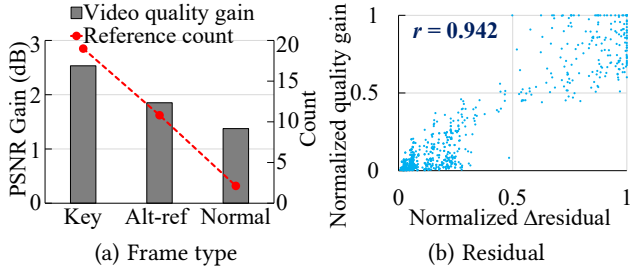 Video quality gain
Reference count
PSNR Gain (dB)
3
2
1
0
20
15
10
5
0
Count
Key Alt-ref Normal
(a) Frame type
Normalized quality gain
r = 0.942
1
0.5
0
0 0.5 1
Normalized Δresidual
(b) Residual